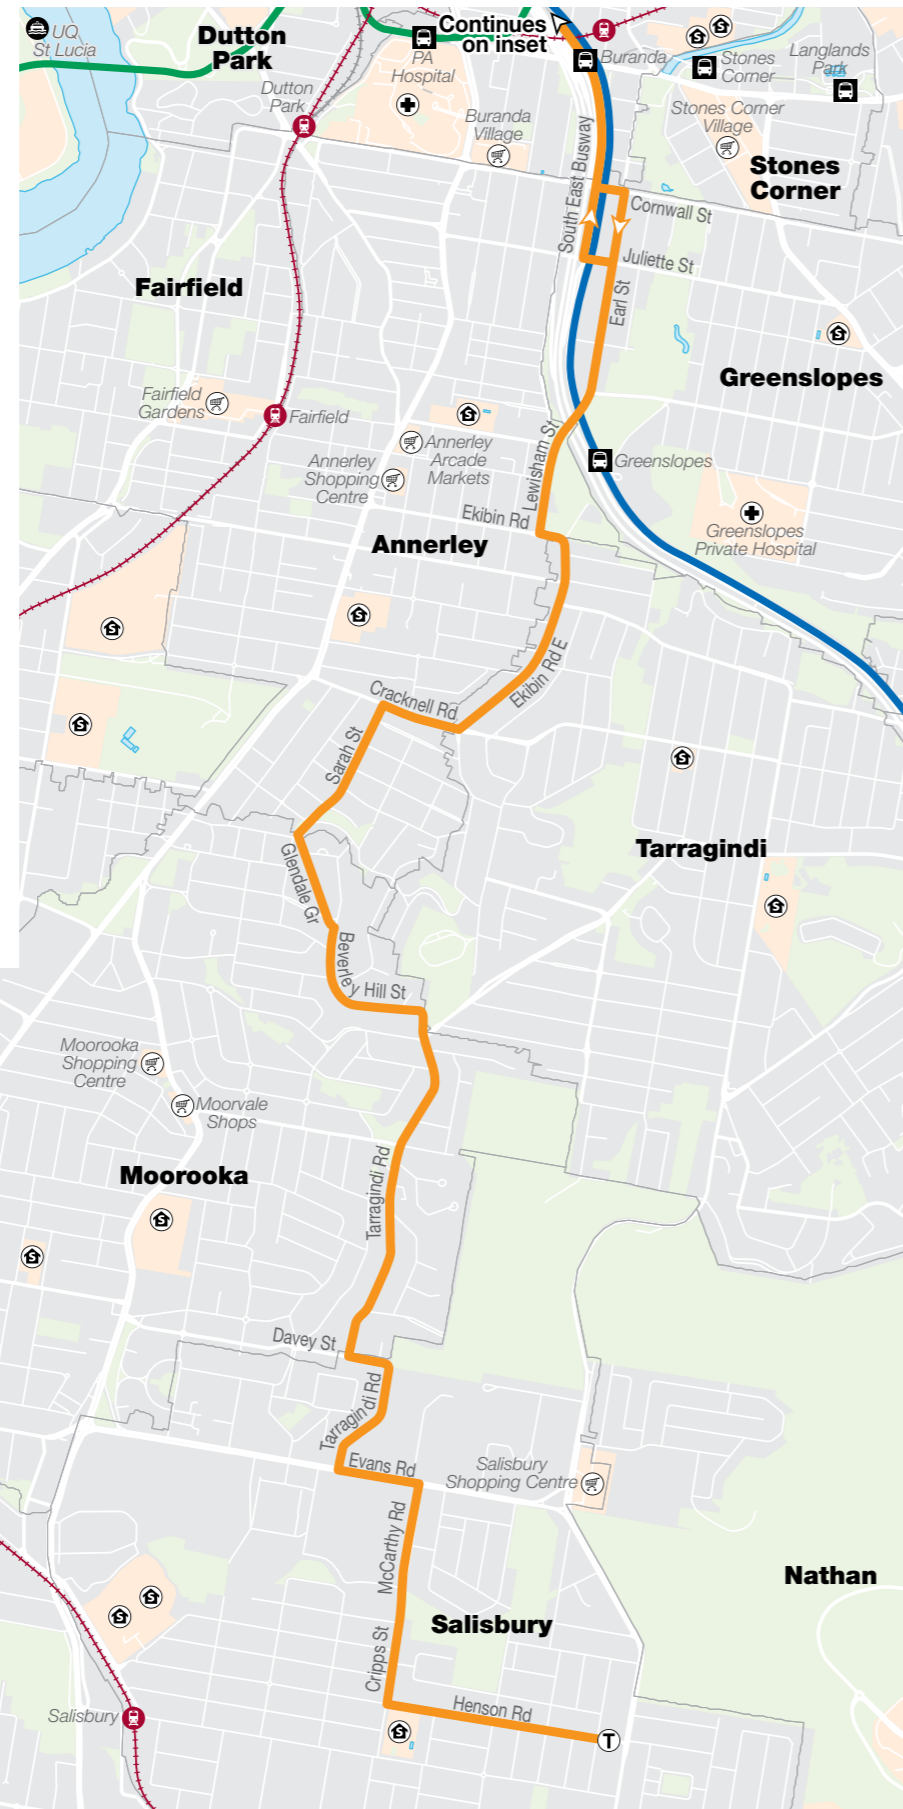 UQ
St Lucia
Dutton
Park
Dutton
Park
PA
Hospital
Continues
on inset
Buranda
Stones
Corner
Langlands
Park
Buranda
Village
Stones Corner
Village
Stones
Corner
South East Busway
Cornwall St
Juliette St
Earl St
Fairfield
Greenslopes
Fairfield
Gardens
Fairfield
Annerley
Arcade
Markets
Annerley
Shopping
Centre
Lewisham St
Greenslopes
Ekibin Rd
Greenslopes
Private Hospital
Annerley
Ekibin Rd E
Cracknell Rd
Sarah St
Tarragindi
Glendale Gr
Beverley Hill St
Moorooka
Shopping
Centre
Moorvale
Shops
Moorooka
Tarragindi Rd
Davey St
Tarragindi Rd
Evans Rd
Salisbury
Shopping Centre
McCarthy Rd
Nathan
Salisbury
Cripps St
Henson Rd
Salisbury
T